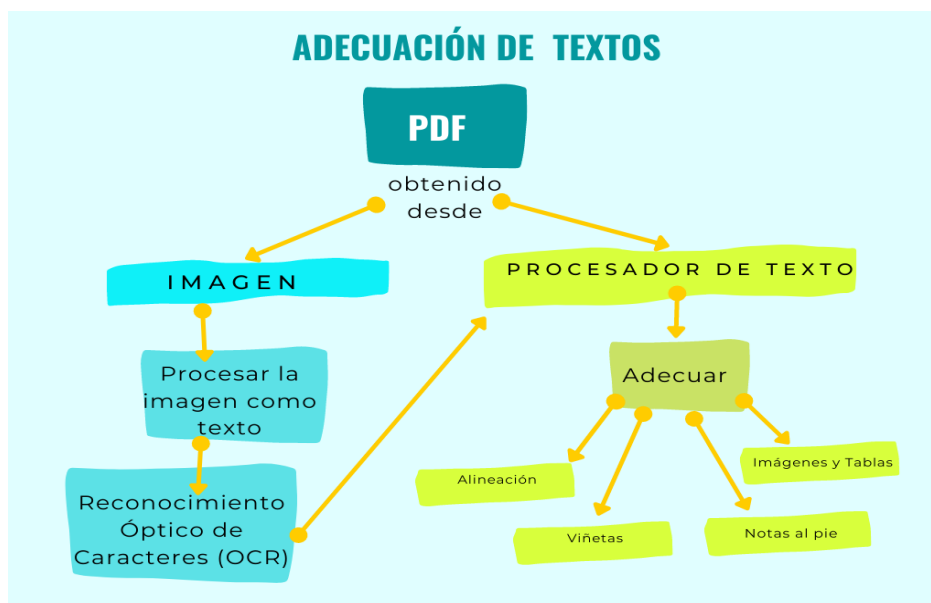 ADECUACIÓN DE TEXTOS
PDF
obtenido
desde
IMAGEN
PROCESADOR DE TEXTO
Procesar la
imagen como
texto
Adecuar
Reconocimiento
Óptico de
Caracteres (OCR)
Alineación
Viñetas
Notas al pie
Imágenes y Tablas